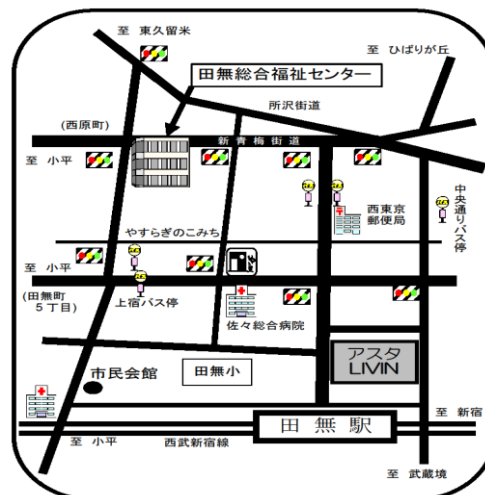 至 東久留米
至 ひばりが丘
田無総合福祉センター
所沢街道
(西原町)
新青梅街道
至 小平
西東京
郵便局
中央通りバス停
やすらぎのこみち
至 小平
(田無町
5丁目)
上宿バス停
佐々総合病院
アスタ
LIVIN
市民会館
田無小
田無駅
至 新宿
至 小平
西武新宿線
至 武蔵境